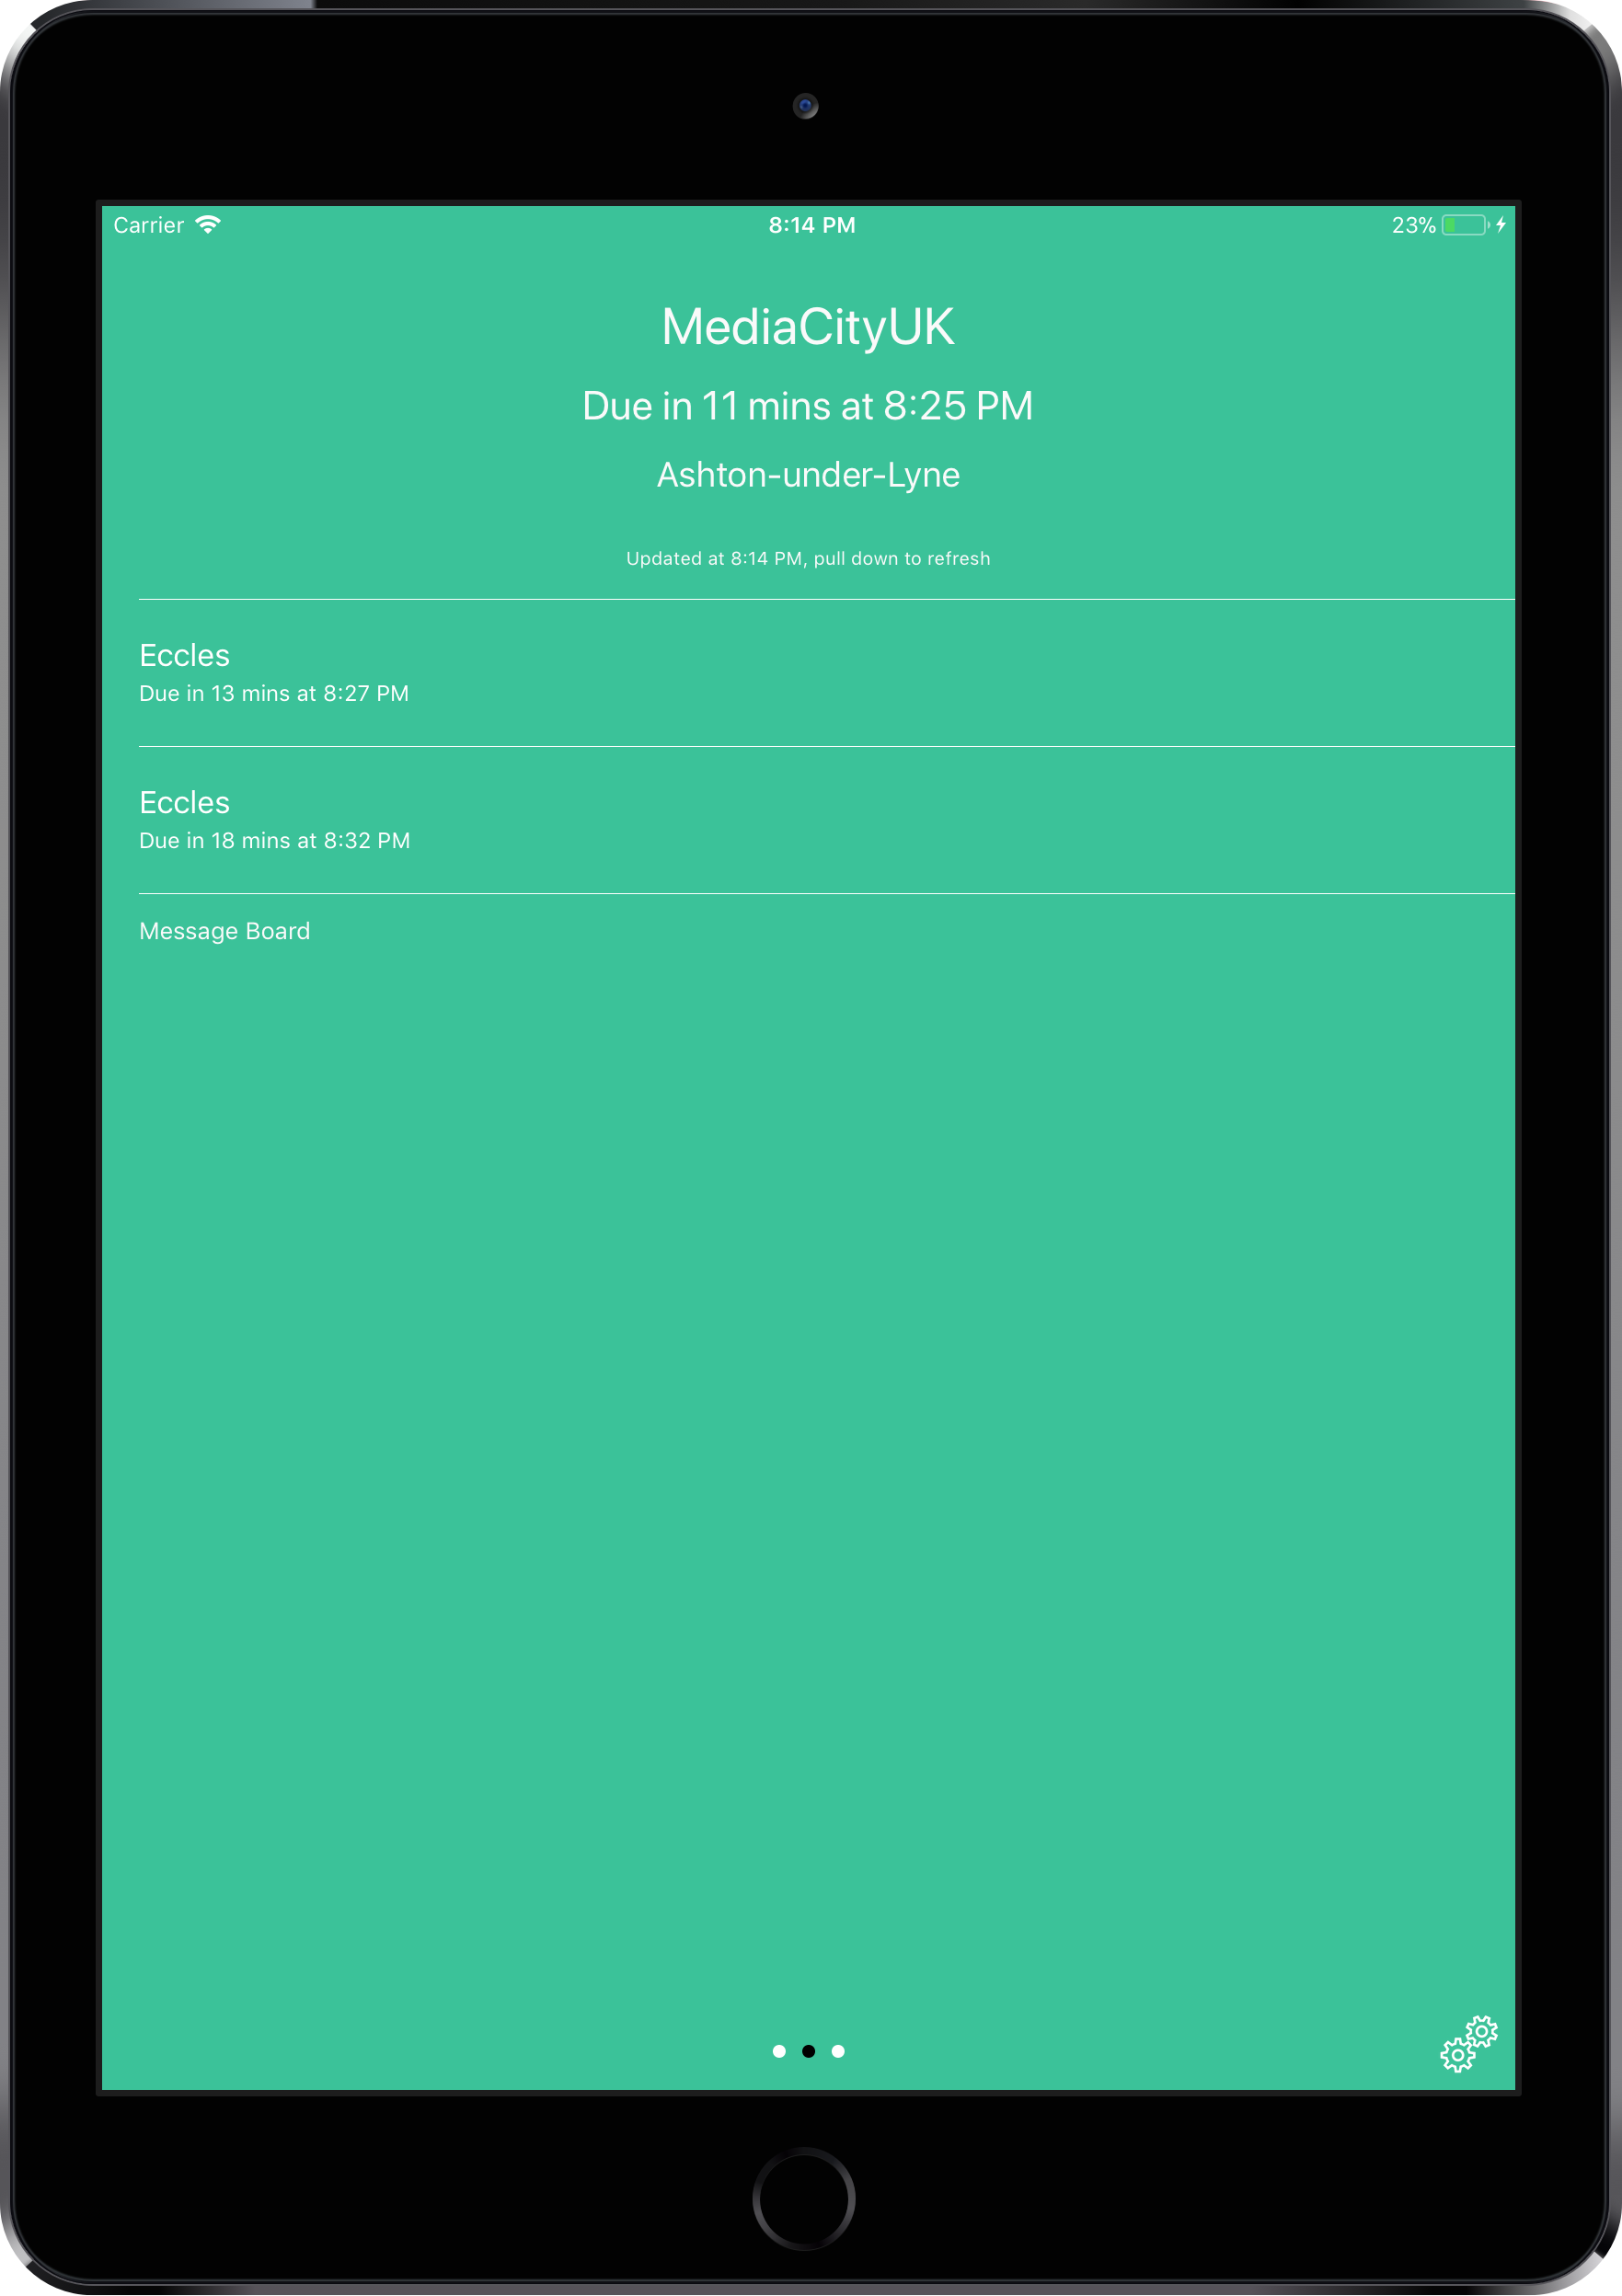 Carrier 8:14 PM 23%
MediaCityUK
Due in 11 mins at 8:25 PM
Ashton-under-Lyne
Updated at 8:14 PM, pull down to refresh
Eccles
Due in 13 mins at 8:27 PM
Eccles
Due in 18 mins at 8:32 PM
Message Board